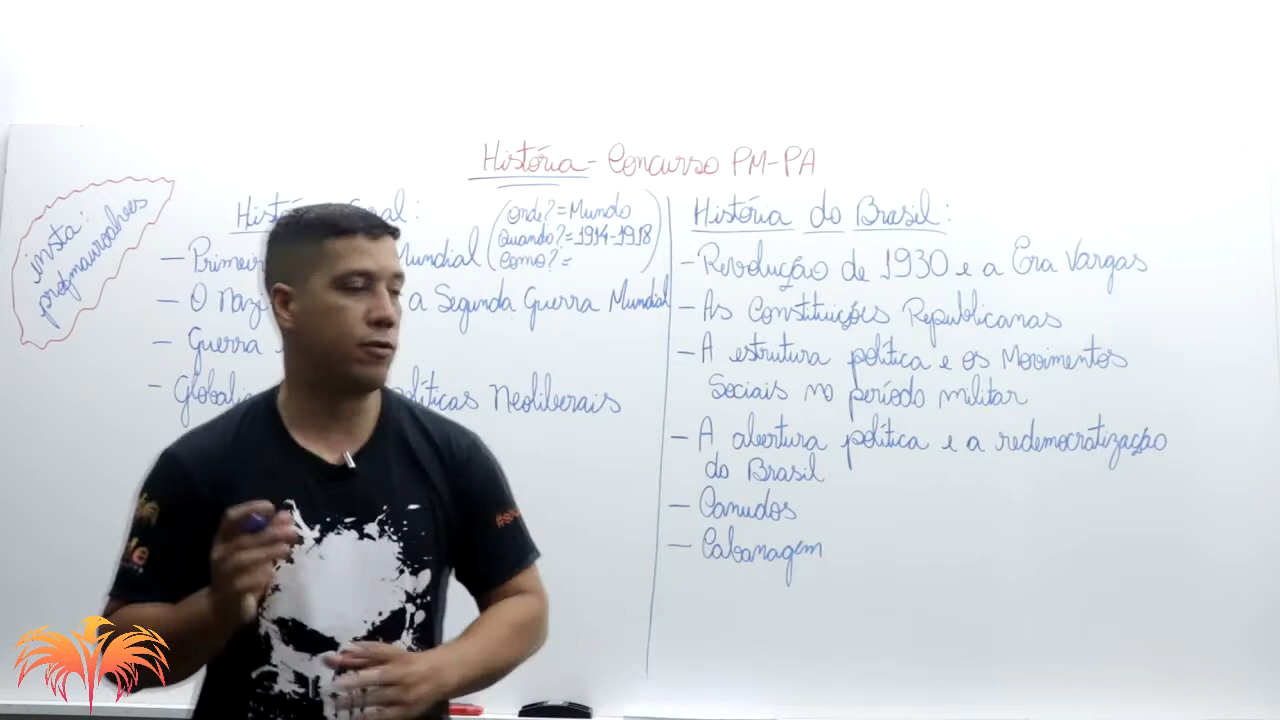 História - Concurso PM-PA
insta:
profmauroalves
(onde? = Mundo
Quando? = 1914-1918
Como? =
Mundial
- O Naz
a Segunda Guerra Mundial
- Guerra
políticas Neoliberais
História do Brasil:
- Revolução de 1930 e a Era Vargas
- As Constituições Republicanas
- A estrutura política e os Movimentos
Sociais no período militar
- A abertura política e a redemocratização
do Brasil
- Canudos
- Cabanagem